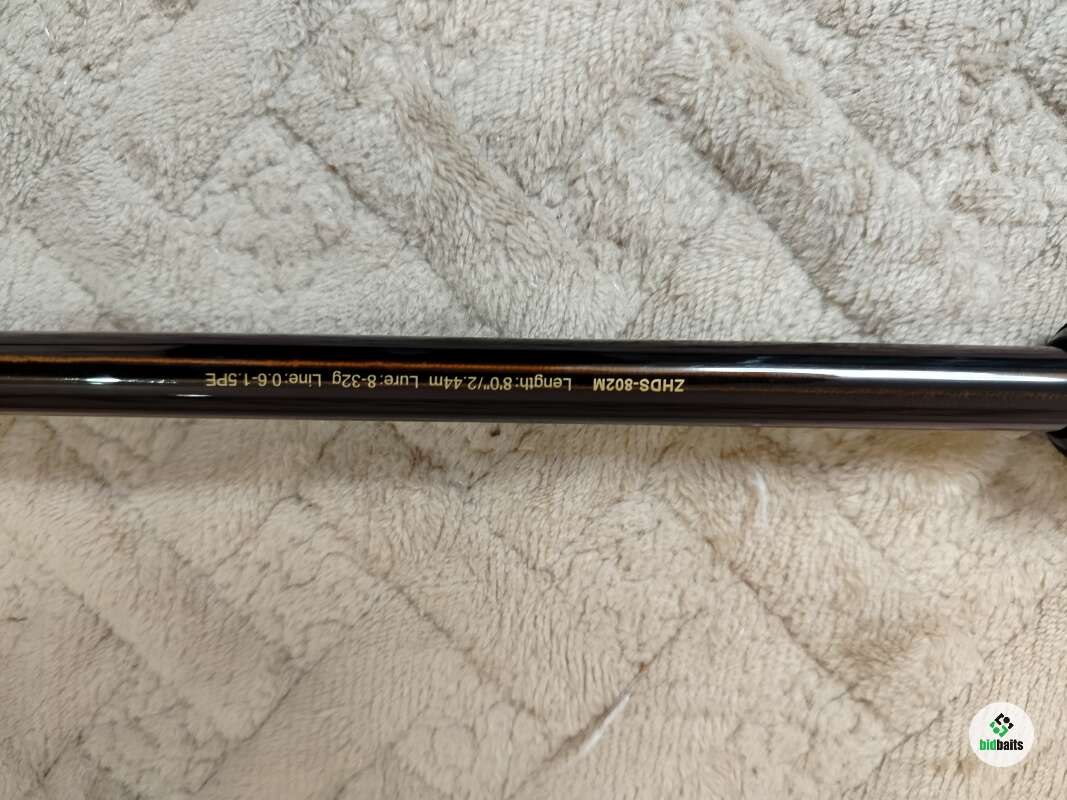 ZHDS-802M Length:8'0"/2.44m Lure:8-32g Line:0.6-1.5PE
bidbaits